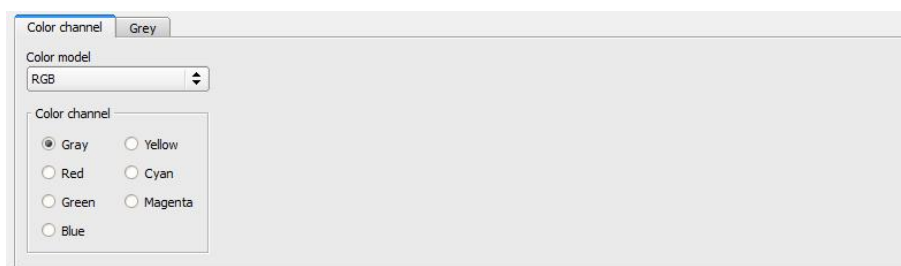 Color channel Grey
Color model
RGB
Color channel
Gray Yellow
Red Cyan
Green Magenta
Blue